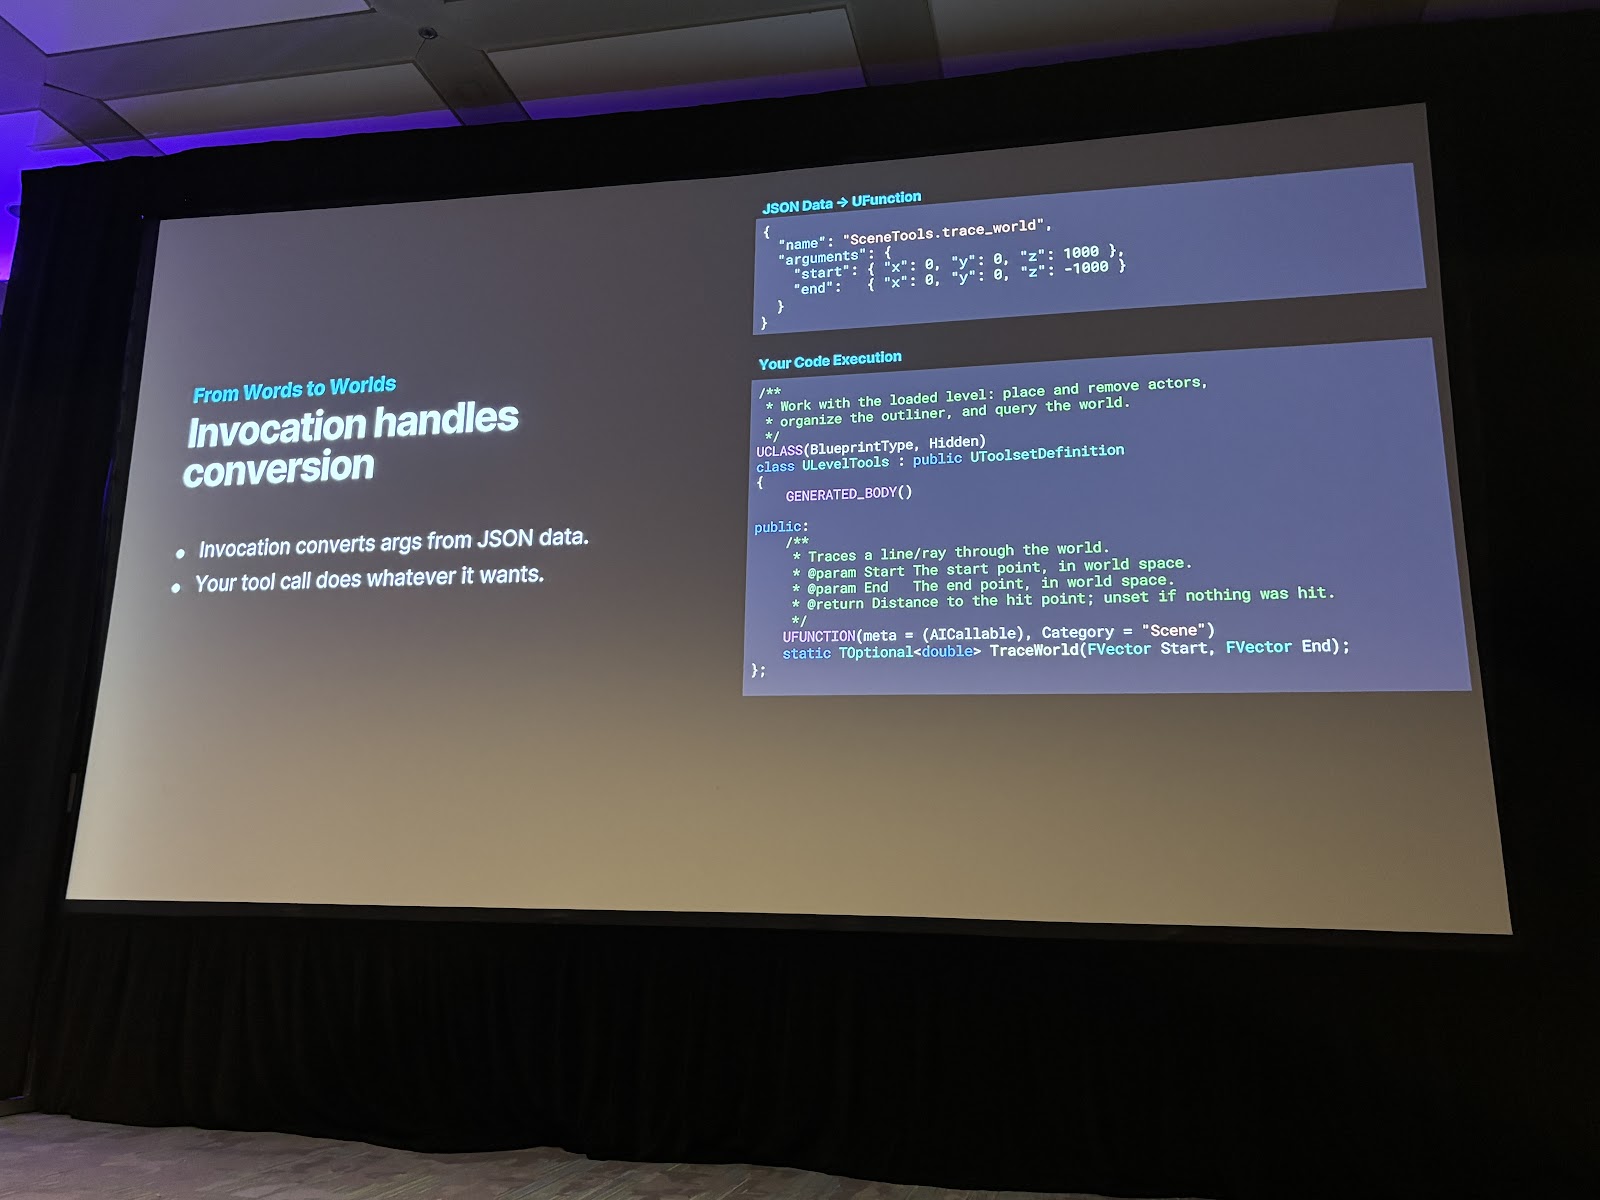 From Words to Worlds
Invocation handles
conversion
• Invocation converts args from JSON data.
• Your tool call does whatever it wants.
JSON Data → UFunction
{
  "name": "SceneTools.trace_world",
  "arguments": {
    "start": { "x": 0, "y": 0, "z": 1000 },
    "end":   { "x": 0, "y": 0, "z": -1000 }
  }
}
Your Code Execution
/**
 * Work with the loaded level: place and remove actors,
 * organize the outliner, and query the world.
 */
UCLASS(BlueprintType, Hidden)
class ULevelTools : public UToolsetDefinition
{
    GENERATED_BODY()
public:
    /**
     * Traces a line/ray through the world.
     * @param Start The start point, in world space.
     * @param End   The end point, in world space.
     * @return Distance to the hit point; unset if nothing was hit.
     */
    UFUNCTION(meta = (AICallable), Category = "Scene")
    static TOptional<double> TraceWorld(FVector Start, FVector End);
};